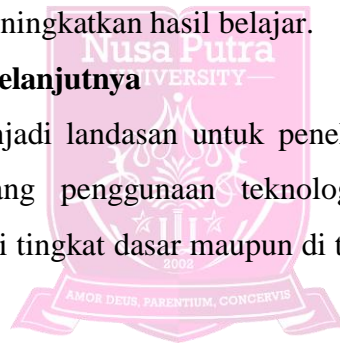 ningkatkan hasil belajar.
Nusa Putra
UNIVERSITY
elanjutnya
njadi landasan untuk penel
ang penggunaan teknolog
i tingkat dasar maupun di t
2002
AMOR DEUS, PARENTIUM, CONCERVIS